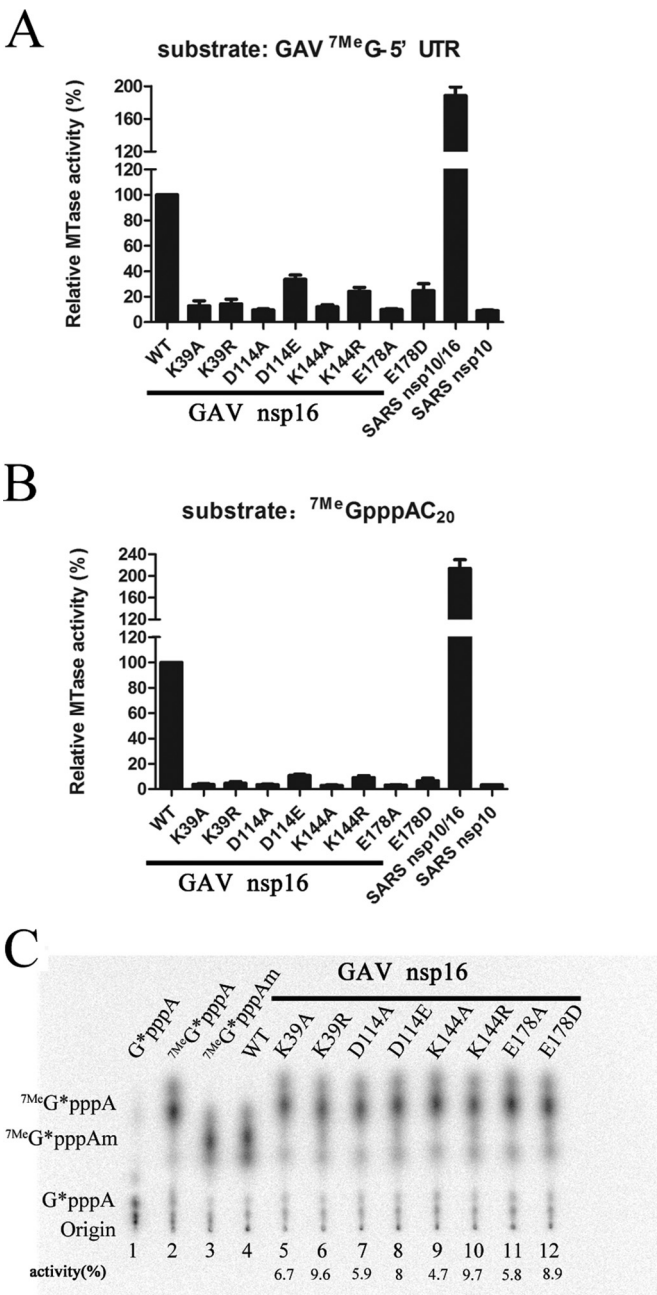 A
substrate: GAV ⁷ᴹᵉG-5’ UTR
Relative MTase activity (%)
200
160
120
120
100
80
60
40
20
0
WT K39A K39R D114A D114E K144A K144R E178A E178D SARS nsp10/16 SARS nsp10
GAV nsp16
B
substrate: ⁷ᴹᵉGpppAC₂₀
Relative MTase activity (%)
240
200
160
120
120
100
80
60
40
20
0
WT K39A K39R D114A D114E K144A K144R E178A E178D SARS nsp10/16 SARS nsp10
GAV nsp16
C
GAV nsp16
G*pppA ⁷ᴹᵉG*pppA ⁷ᴹᵉG*pppAm WT K39A K39R D114A D114E K144A K144R E178A E178D
⁷ᴹᵉG*pppA
⁷ᴹᵉG*pppAm
G*pppA
Origin
1 2 3 4 5 6 7 8 9 10 11 12
activity(%) 6.7 9.6 5.9 8 4.7 9.7 5.8 8.9